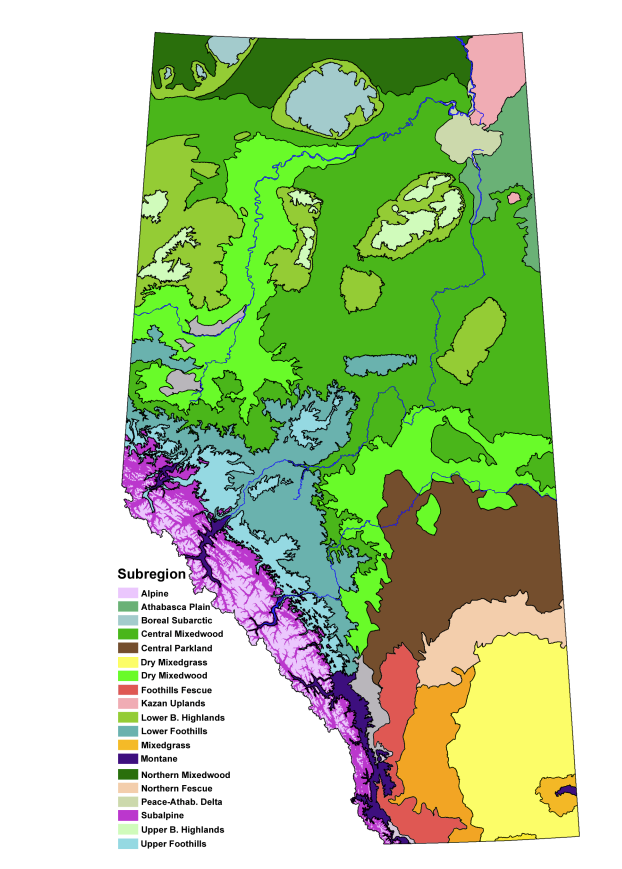 Subregion
Alpine
Athabasca Plain
Boreal Subarctic
Central Mixedwood
Central Parkland
Dry Mixedgrass
Dry Mixedwood
Foothills Fescue
Kazan Uplands
Lower B. Highlands
Lower Foothills
Mixedgrass
Montane
Northern Mixedwood
Northern Fescue
Peace-Athab. Delta
Subalpine
Upper B. Highlands
Upper Foothills